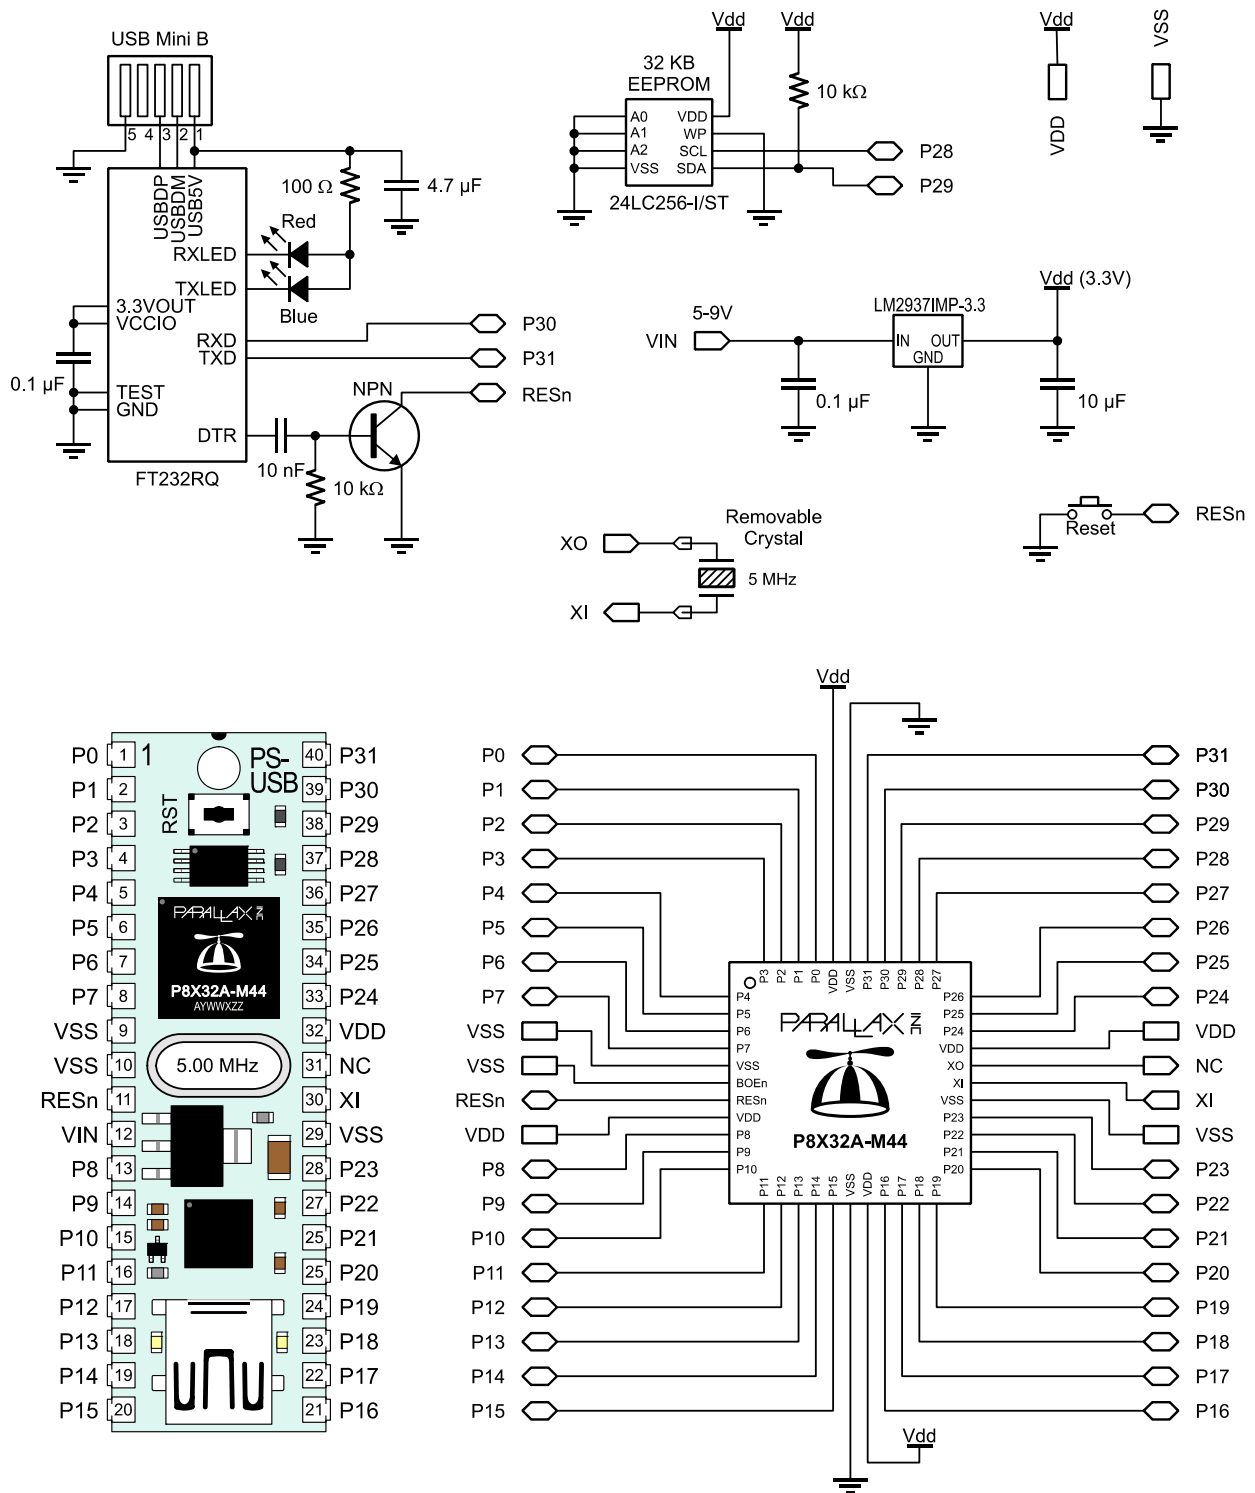 USB Mini B
5 4 3 2 1
USBDP
USBDM
USB5V
100 Ω
4.7 µF
Red
RXLED
TXLED
Blue
3.3VOUT
VCCIO
RXD
TXD
P30
P31
0.1 µF
TEST
GND
NPN
RESn
DTR
10 nF
10 kΩ
FT232RQ
Vdd
Vdd
32 KB
EEPROM
10 kΩ
A0
A1
A2
VSS
VDD
WP
SCL
SDA
P28
P29
24LC256-I/ST
Vdd
VDD
VSS
Vdd (3.3V)
5-9V
LM2937IMP-3.3
VIN
IN OUT
GND
0.1 µF
10 µF
Removable
Crystal
XO
5 MHz
XI
Reset
RESn
P0 1 1 PS- 40 P31
P1 2 USB 39 P30
P2 3 RST 38 P29
P3 4 37 P28
P4 5 36 P27
PARALLAX INC
P5 6 35 P26
P6 7 34 P25
P7 8 P8X32A-M44 33 P24
AYWWXZZ
VSS 9 32 VDD
VSS 10 5.00 MHz 31 NC
RESn 11 30 XI
VIN 12 29 VSS
P8 13 28 P23
P9 14 27 P22
P10 15 25 P21
P11 16 25 P20
P12 17 24 P19
P13 18 23 P18
P14 19 22 P17
P15 20 21 P16
Vdd
P0
P1
P2
P3
P4
P5
P6
P7
VSS
VSS
RESn
VDD
P8
P9
P10
P11
P12
P13
P14
P15
P3 P2 P1 P0 VDD VSS P31 P30 P29 P28 P27
P4
P5
P6
P7
VSS
BOEn
RESn
VDD
P8
P9
P10
PARALLAX INC
P8X32A-M44
P26
P25
P24
VDD
XO
XI
VSS
P23
P22
P21
P20
P11 P12 P13 P14 P15 VSS VDD P16 P17 P18 P19
P31
P30
P29
P28
P27
P26
P25
P24
VDD
NC
XI
VSS
P23
P22
P21
P20
P19
P18
P17
P16
Vdd